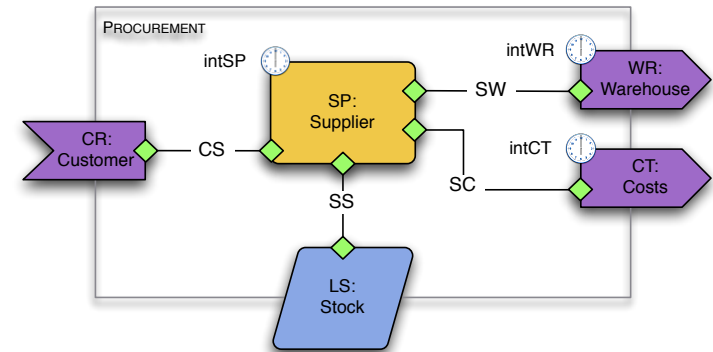 PROCUREMENT
intSP
intWR
WR:
Warehouse
SP:
Supplier
SW
CR:
Customer
CS
intCT
CT:
Costs
SC
SS
LS:
Stock